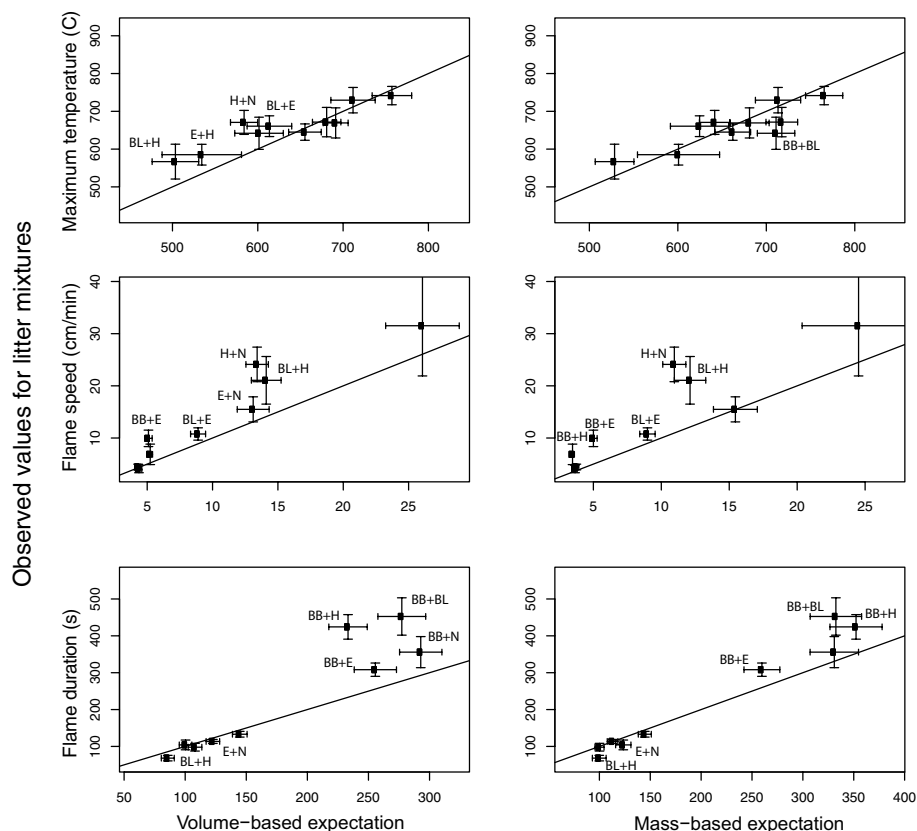 Observed values for litter mixtures
Maximum temperature (C)
900
800
700
600
500
BL+H
E+H
H+N
BL+E
500 600 700 800
900
800
700
600
500
BB+BL
500 600 700 800
Flame speed (cm/min)
40
30
20
10
H+N
BL+H
E+N
BB+E
BL+E
5 10 15 20 25
40
30
20
10
H+N
BL+H
BB+E
BL+E
BB+H
5 10 15 20 25
Flame duration (s)
500
400
300
200
100
BB+H
BB+BL
BB+N
BB+E
E+N
BL+H
50 100 150 200 250 300
Volume−based expectation
500
400
300
200
100
BB+BL
BB+H
BB+E
E+N
BL+H
100 150 200 250 300 350 400
Mass−based expectation